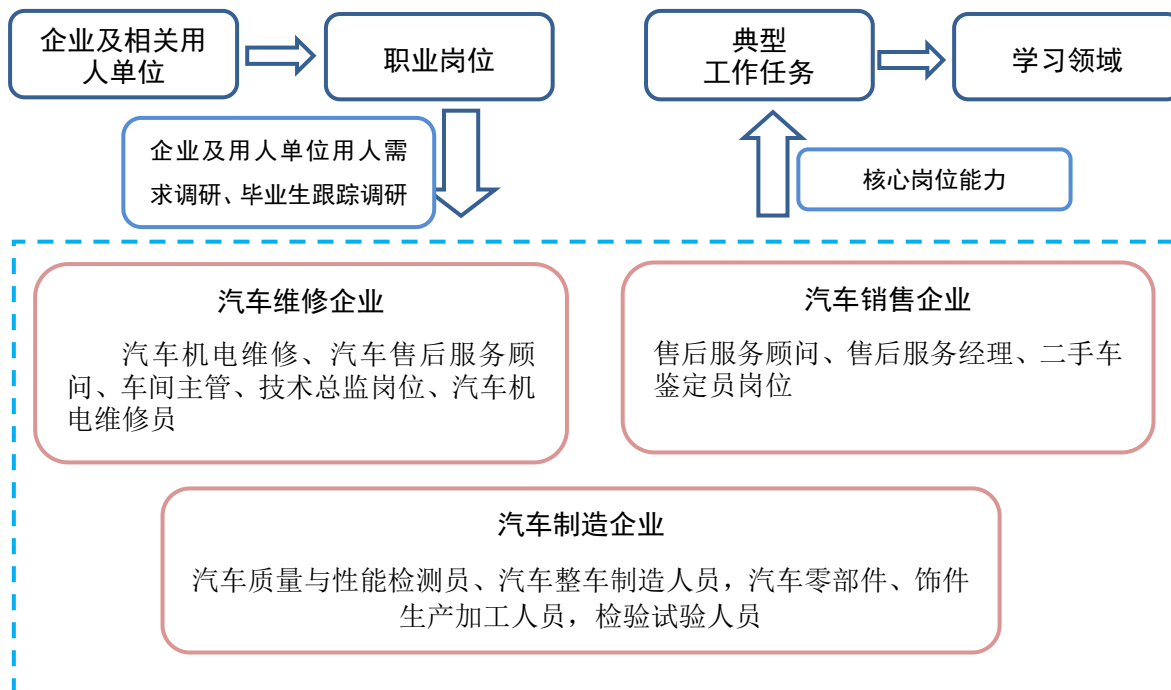 企业及相关用
人单位
职业岗位
典型
工作任务
学习领域
企业及用人单位用人需
求调研、毕业生跟踪调研
核心岗位能力
汽车维修企业
汽车机电维修、汽车售后服务顾
问、车间主管、技术总监岗位、汽车机
电维修员
汽车销售企业
售后服务顾问、售后服务经理、二手车
鉴定员岗位
汽车制造企业
汽车质量与性能检测员、汽车整车制造人员，汽车零部件、饰件
生产加工人员，检验试验人员